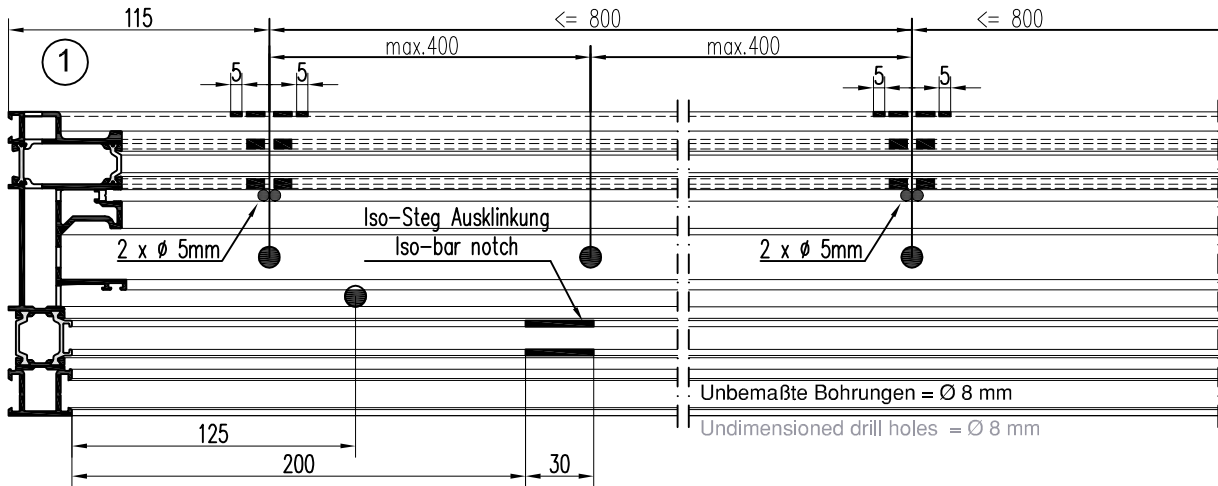 115
<= 800
<= 800
1
max.400
max.400
5
5
5
5
Iso-Steg Ausklinkung
Iso-bar notch
2 x ø 5mm
2 x ø 5mm
Unbemaßte Bohrungen = Ø 8 mm
Undimensioned drill holes = Ø 8 mm
125
200
30